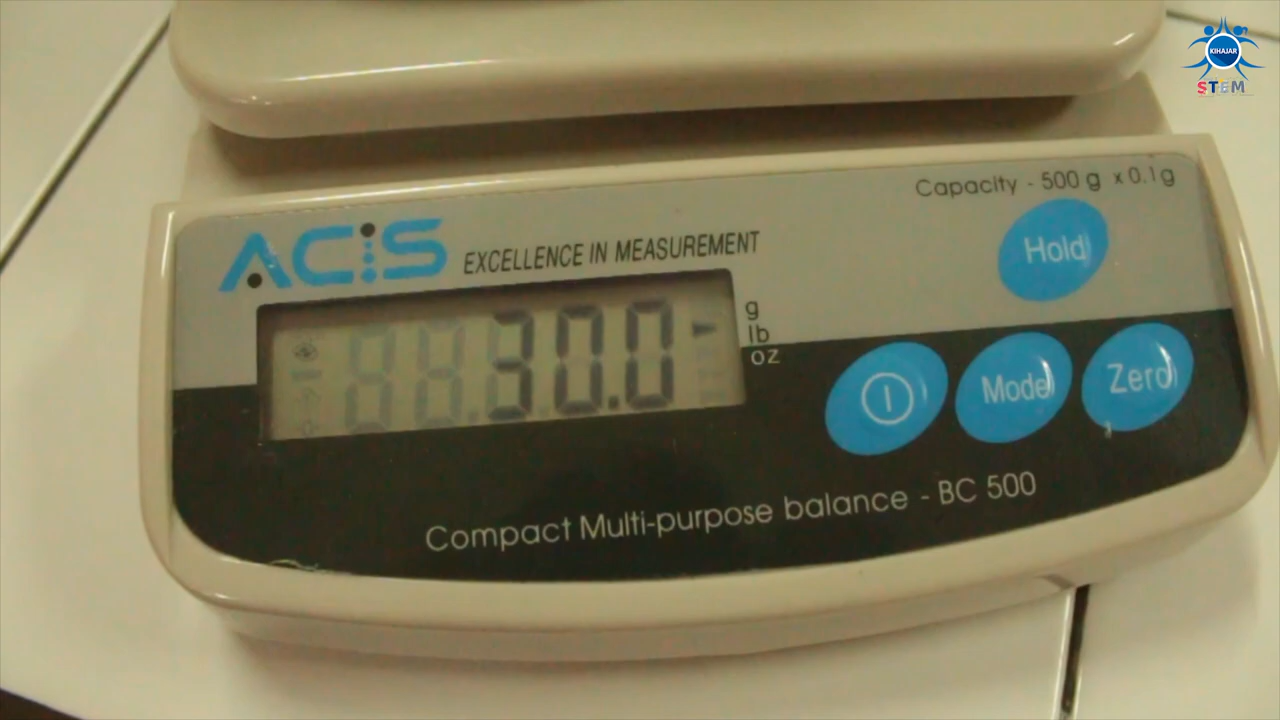 KIHAJAR
STEM
Capacity - 500 g x 0.1g
ACIS EXCELLENCE IN MEASUREMENT
Hold
30.0
g
lb
oz
Mode
Zero
Compact Multi-purpose balance - BC 500